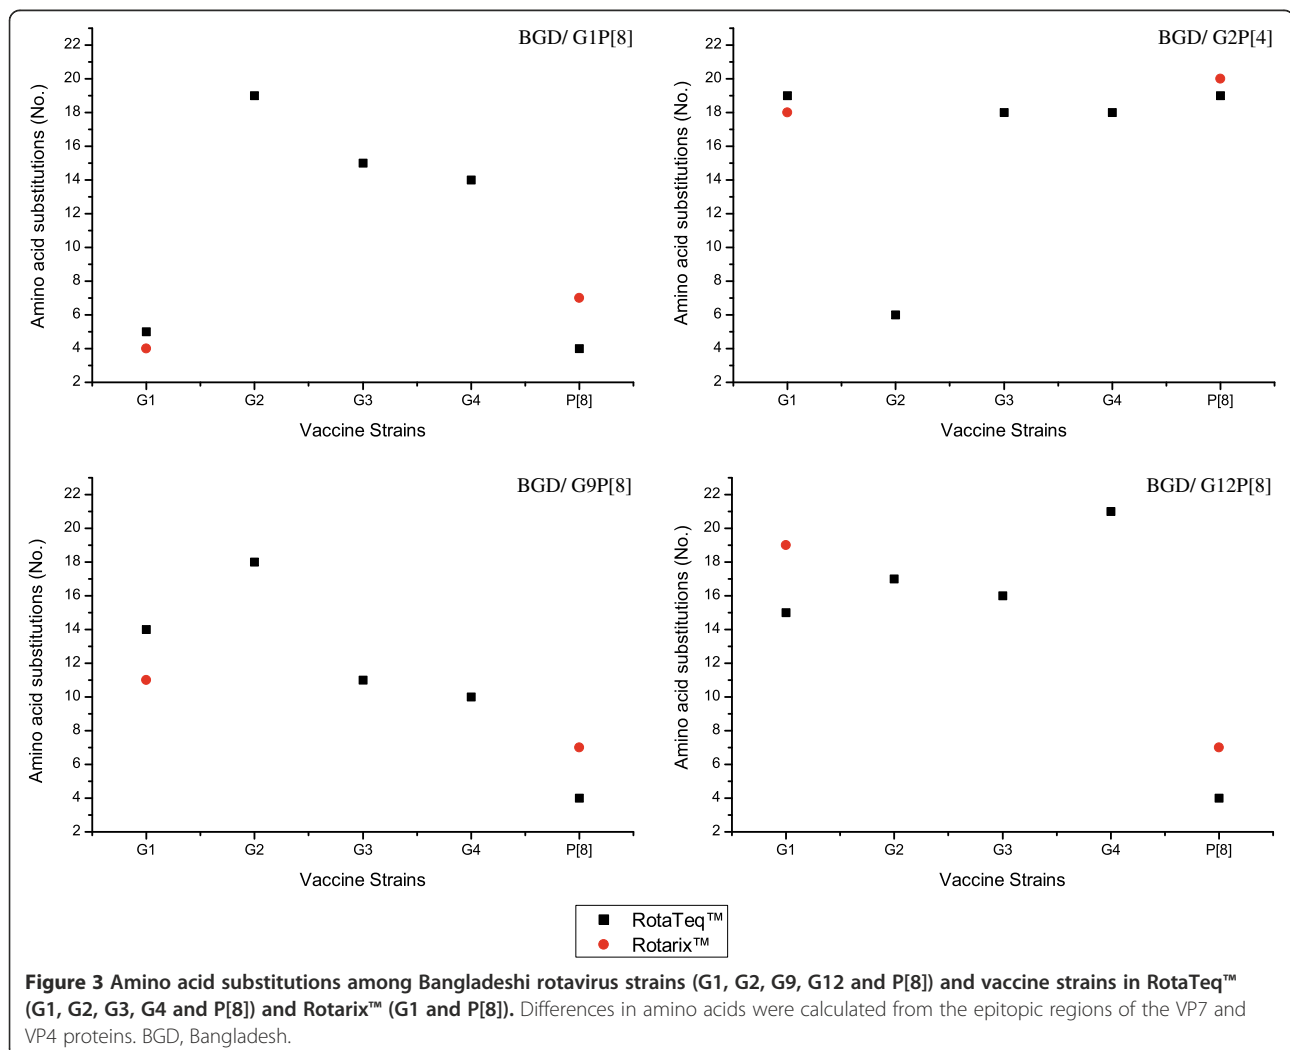 BGD/ G1P[8]
Amino acid substitutions (No.)
22
20
18
16
14
12
10
8
6
4
2
G1 G2 G3 G4 P[8]
Vaccine Strains
BGD/ G2P[4]
Amino acid substitutions (No.)
22
20
18
16
14
12
10
8
6
4
2
G1 G2 G3 G4 P[8]
Vaccine Strains
BGD/ G9P[8]
Amino acid substitutions (No.)
22
20
18
16
14
12
10
8
6
4
2
G1 G2 G3 G4 P[8]
Vaccine Strains
BGD/ G12P[8]
Amino acid substitutions (No.)
22
20
18
16
14
12
10
8
6
4
2
G1 G2 G3 G4 P[8]
Vaccine Strains
RotaTeq™
Rotarix™
Figure 3 Amino acid substitutions among Bangladeshi rotavirus strains (G1, G2, G9, G12 and P[8]) and vaccine strains in RotaTeq™
(G1, G2, G3, G4 and P[8]) and Rotarix™ (G1 and P[8]). Differences in amino acids were calculated from the epitopic regions of the VP7 and
VP4 proteins. BGD, Bangladesh.